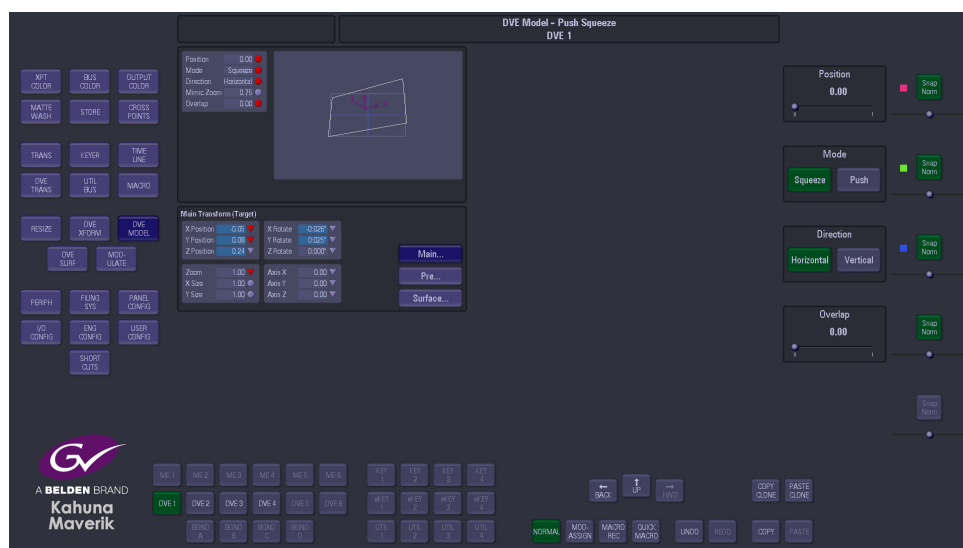 DVE Model - Push Squeeze
DVE 1
Position 0.00
Mode Squeeze
Direction Horizontal
Mimic Zoom 0.75
Overlap 0.00
Main Transform (Target)
X Position -0.05 X Rotate -0.026°
Y Position 0.08 Y Rotate 0.025°
Z Position 0.24 Z Rotate 0.000°
Zoom 1.00 Axis X 0.00
X Size 1.00 Axis Y 0.00
Y Size 1.00 Axis Z 0.00
Main...
Pre...
Surface...
XPT COLOR
BUS COLOR
OUTPUT COLOR
MATTE WASH
STORE
CROSS POINTS
TRANS
KEYER
TIME LINE
DVE TRANS
UTIL BUS
MACRO
RESIZE
DVE XFORM
DVE MODEL
DVE SURF
MOD-ULATE
PERIPH
FILING SYS
PANEL CONFIG
I/O CONFIG
ENG CONFIG
USER CONFIG
SHORT CUTS
Position
0.00
0 1
Snap Norm
Mode
Squeeze Push
Snap Norm
Direction
Horizontal Vertical
Snap Norm
Overlap
0.00
0 1
Snap Norm
Snap Norm
GV
A BELDEN BRAND
Kahuna
Maverik
ME 1 ME 2 ME 3 ME 4 ME 5 ME 6
DVE 1 DVE 2 DVE 3 DVE 4 DVE 5 DVE 6
BGND A BGND B BGND C BGND D
KEY 1 KEY 2 KEY 3 KEY 4
eKEY 1 eKEY 2 eKEY 3 eKEY 4
UTIL 1 UTIL 2 UTIL 3 UTIL 4
← BACK ↑ UP → FWD
COPY CLONE PASTE CLONE
NORMAL MOD-ASSIGN MACRO REC QUICK MACRO UNDO REDO COPY PASTE